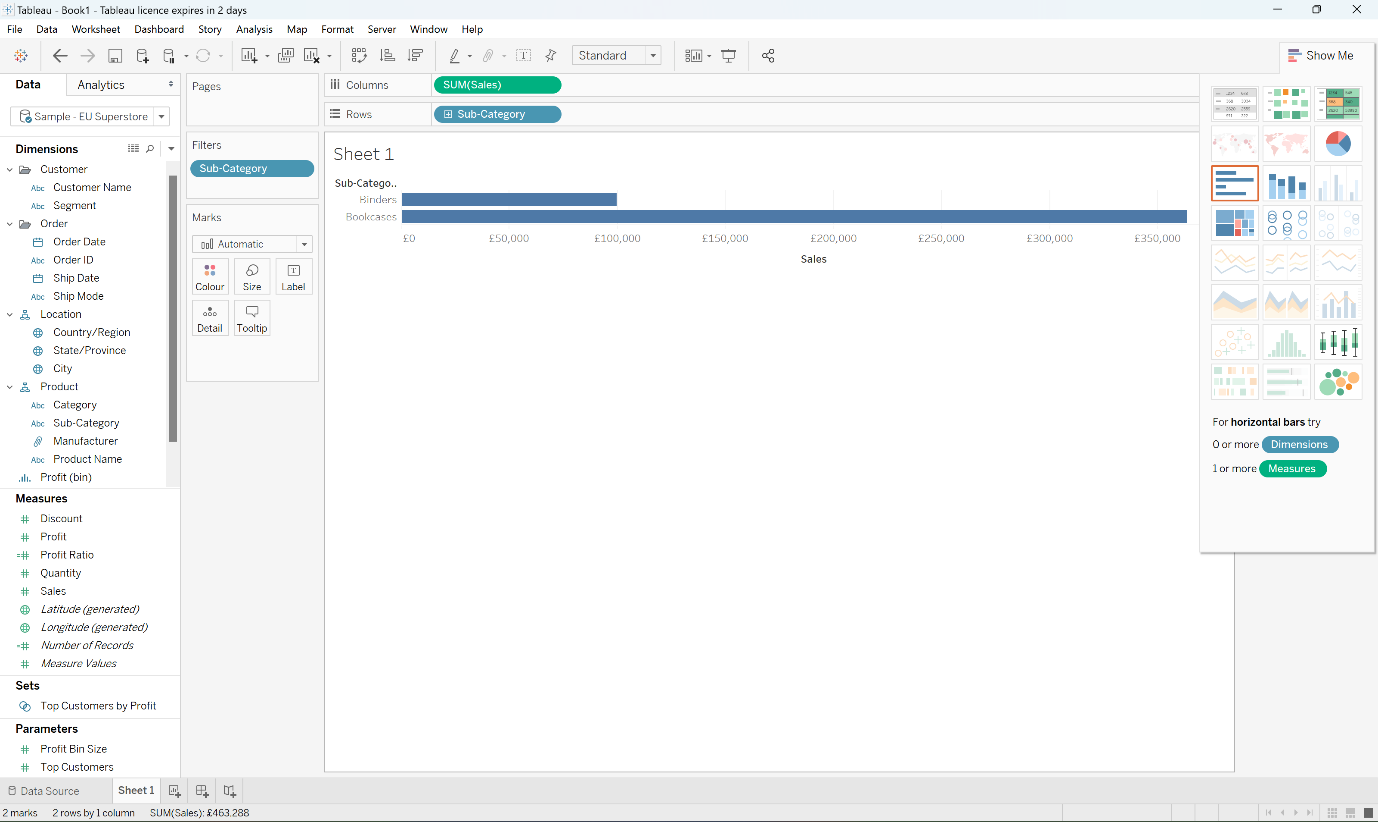 Tableau - Book1 - Tableau licence expires in 2 days
File Data Worksheet Dashboard Story Analysis Map Format Server Window Help
Standard
Show Me
Data
Analytics
Sample - EU Superstore
Dimensions
Customer
Abc Customer Name
Abc Segment
Order
Order Date
Abc Order ID
Ship Date
Abc Ship Mode
Location
Country/Region
State/Province
City
Product
Abc Category
Abc Sub-Category
Manufacturer
Abc Product Name
Profit (bin)
Measures
# Discount
# Profit
=# Profit Ratio
# Quantity
# Sales
Latitude (generated)
Longitude (generated)
=# Number of Records
# Measure Values
Sets
Top Customers by Profit
Parameters
# Profit Bin Size
# Top Customers
Pages
Filters
Sub-Category
Marks
Automatic
Colour Size Label
Detail Tooltip
Columns SUM(Sales)
Rows Sub-Category
Sheet 1
Sub-Catego..
Binders
Bookcases
£0 £50,000 £100,000 £150,000 £200,000 £250,000 £300,000 £350,000
Sales
For horizontal bars try
0 or more Dimensions
1 or more Measures
Data Source Sheet 1
2 marks 2 rows by 1 column SUM(Sales): £463,288